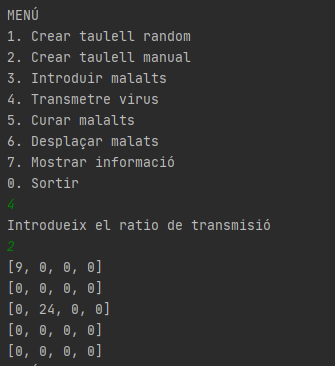 MENÚ
1. Crear taulell random
2. Crear taulell manual
3. Introduir malalts
4. Transmetre virus
5. Curar malalts
6. Desplaçar malats
7. Mostrar informació
0. Sortir
4
Introdueix el ratio de transmisió
2
[9, 0, 0, 0]
[0, 0, 0, 0]
[0, 24, 0, 0]
[0, 0, 0, 0]
[0, 0, 0, 0]